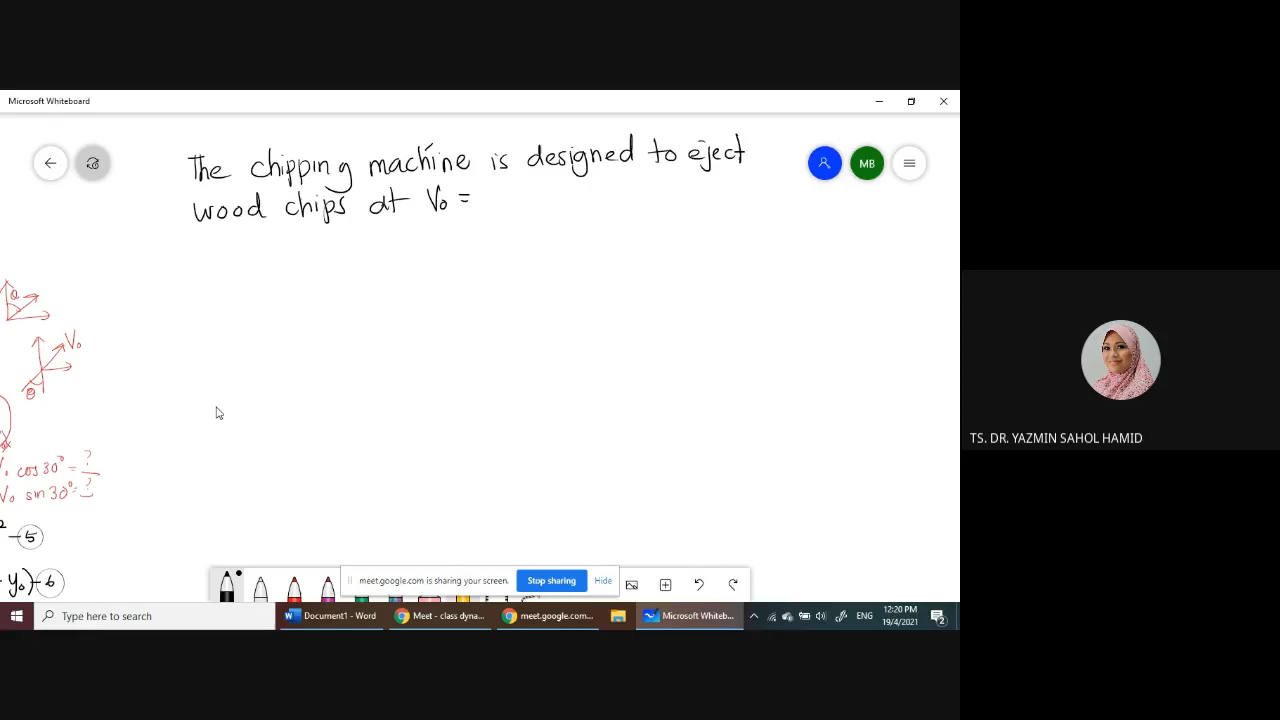 Microsoft Whiteboard
The chipping machine is designed to eject
wood chips at V₀ =
MB
θ
V₀
θ
V₀ cos 30° = ?
V₀ sin 30° = ?
2 - 5
y₀) - 6
TS. DR. YAZMIN SAHOL HAMID
meet.google.com is sharing your screen.
Stop sharing
Hide
Type here to search
Document1 - Word
Meet - class dyna...
meet.google.com...
Microsoft Whiteb...
ENG
12:20 PM
19/4/2021
2